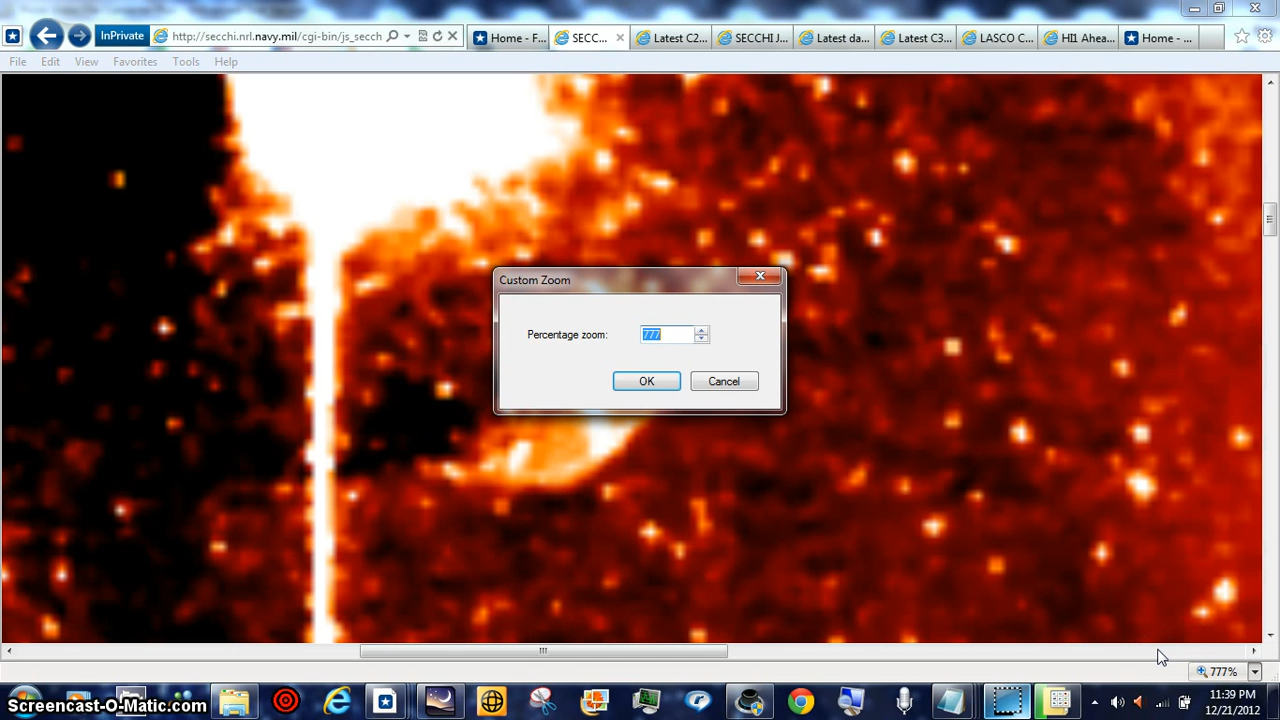 InPrivate
http://secchi.nrl.navy.mil/cgi-bin/js_secch
Home - F...
SECC...
Latest C2...
SECCHI J...
Latest da...
Latest C3...
LASCO C...
HI1 Ahea...
Home - ...
File Edit View Favorites Tools Help
Custom Zoom
Percentage zoom: 777
OK Cancel
777%
Screencast-O-Matic.com
11:39 PM
12/21/2012